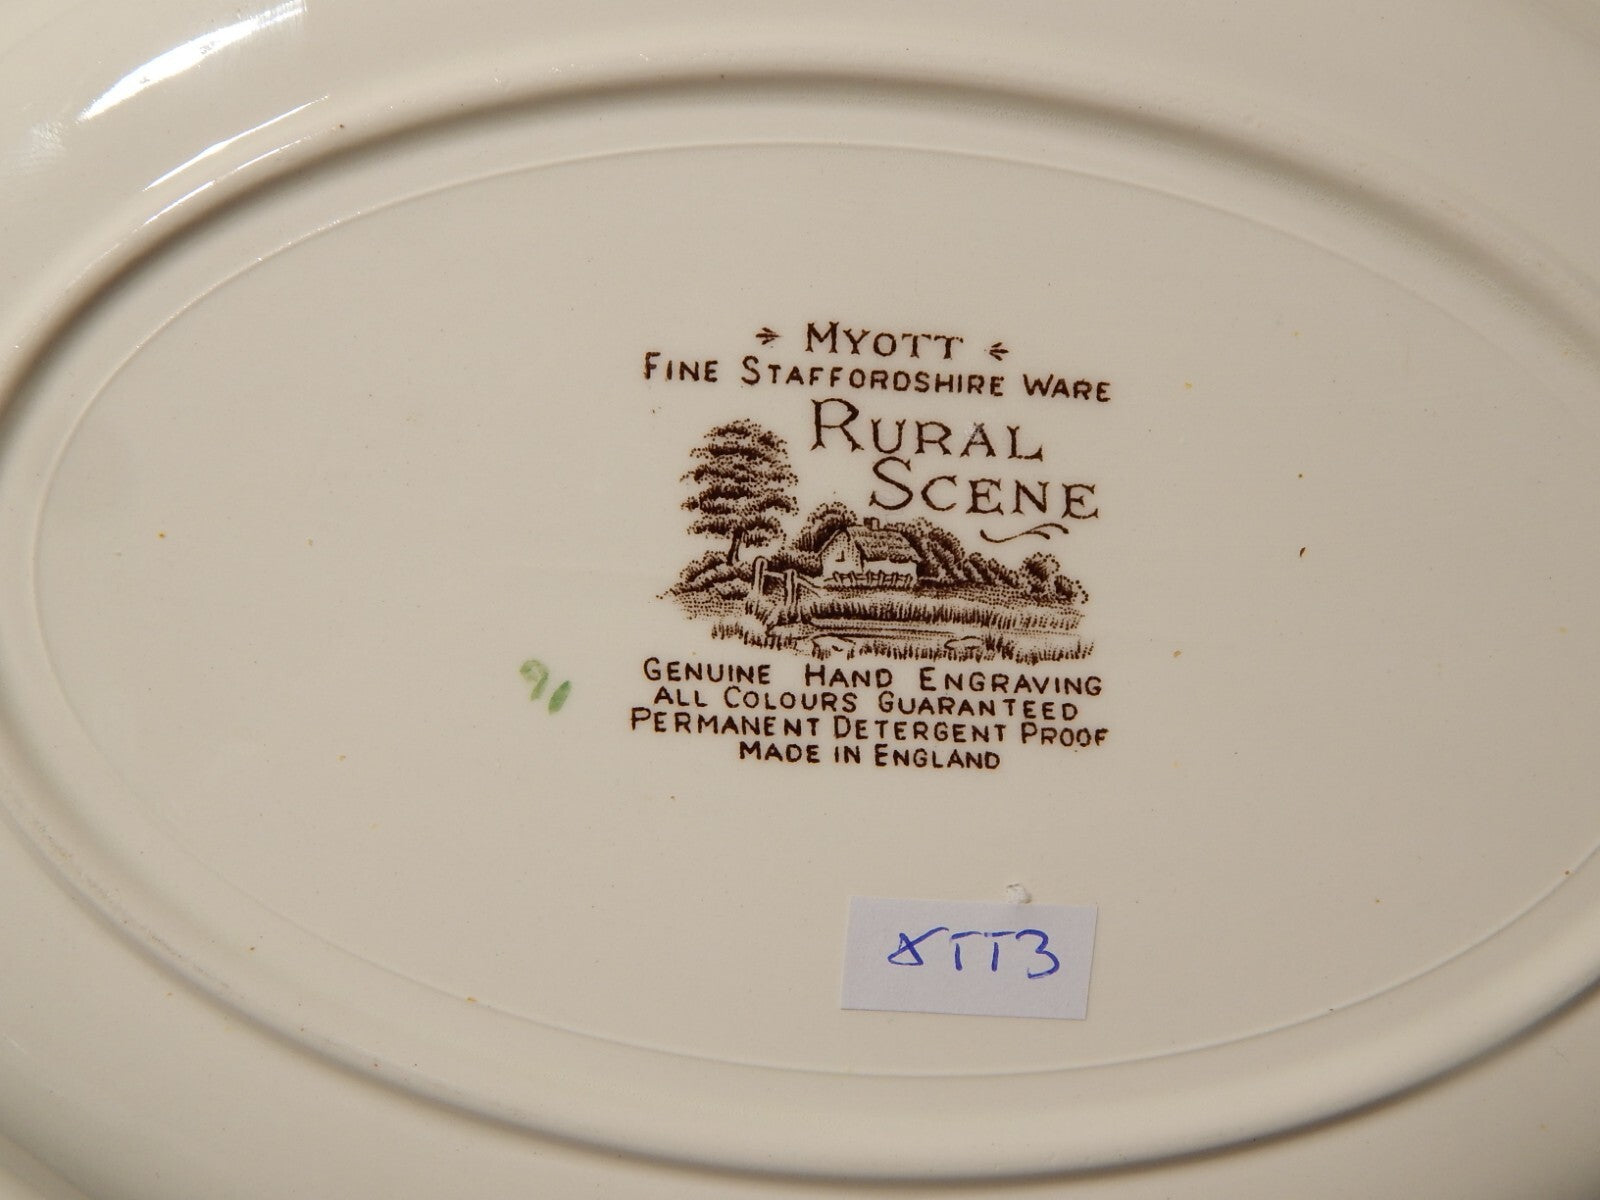 MYOTT
FINE STAFFORDSHIRE WARE
RURAL
SCENE
GENUINE HAND ENGRAVING
ALL COLOURS GUARANTEED
PERMANENT DETERGENT PROOF
MADE IN ENGLAND